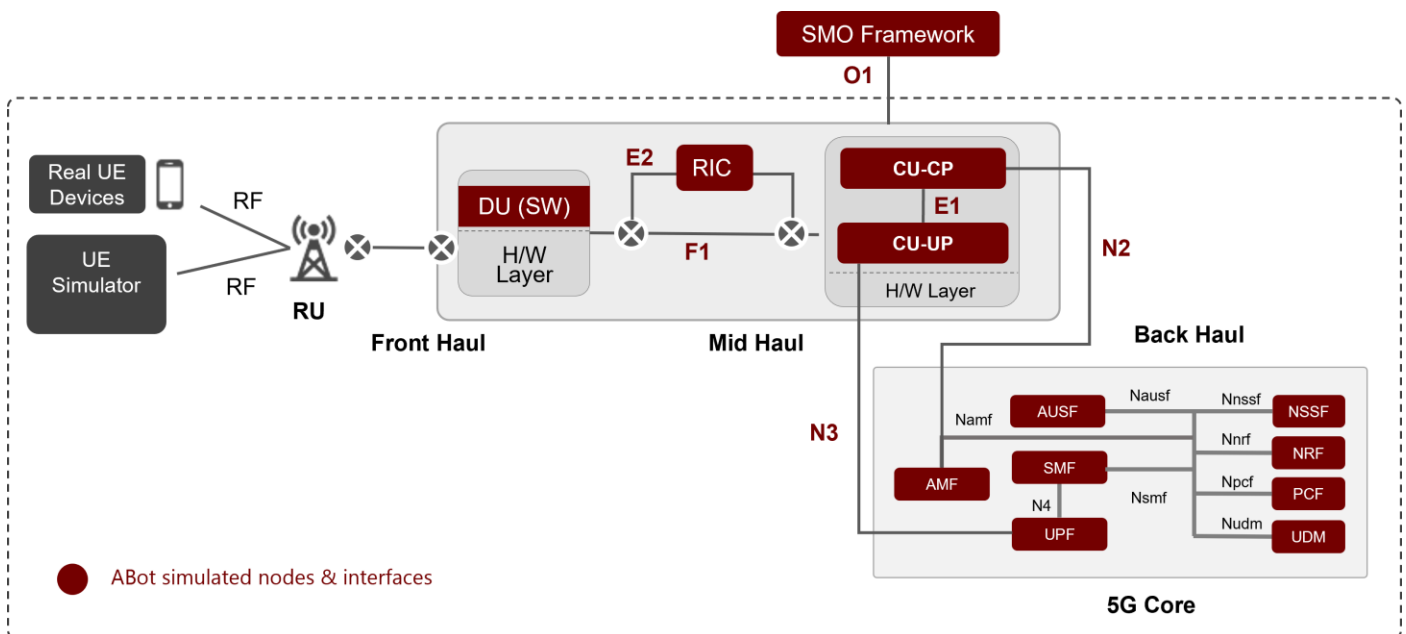 SMO Framework
O1
Real UE
Devices
RF
UE
Simulator
RF
RU
Front Haul
E2
RIC
DU (SW)
H/W
Layer
F1
Mid Haul
CU-CP
E1
CU-UP
H/W Layer
N2
N3
Back Haul
Namf
AUSF
Nausf
Nnssf
NSSF
Nnrf
NRF
AMF
SMF
Nsmf
Npcf
PCF
N4
UPF
Nudm
UDM
5G Core
ABot simulated nodes & interfaces